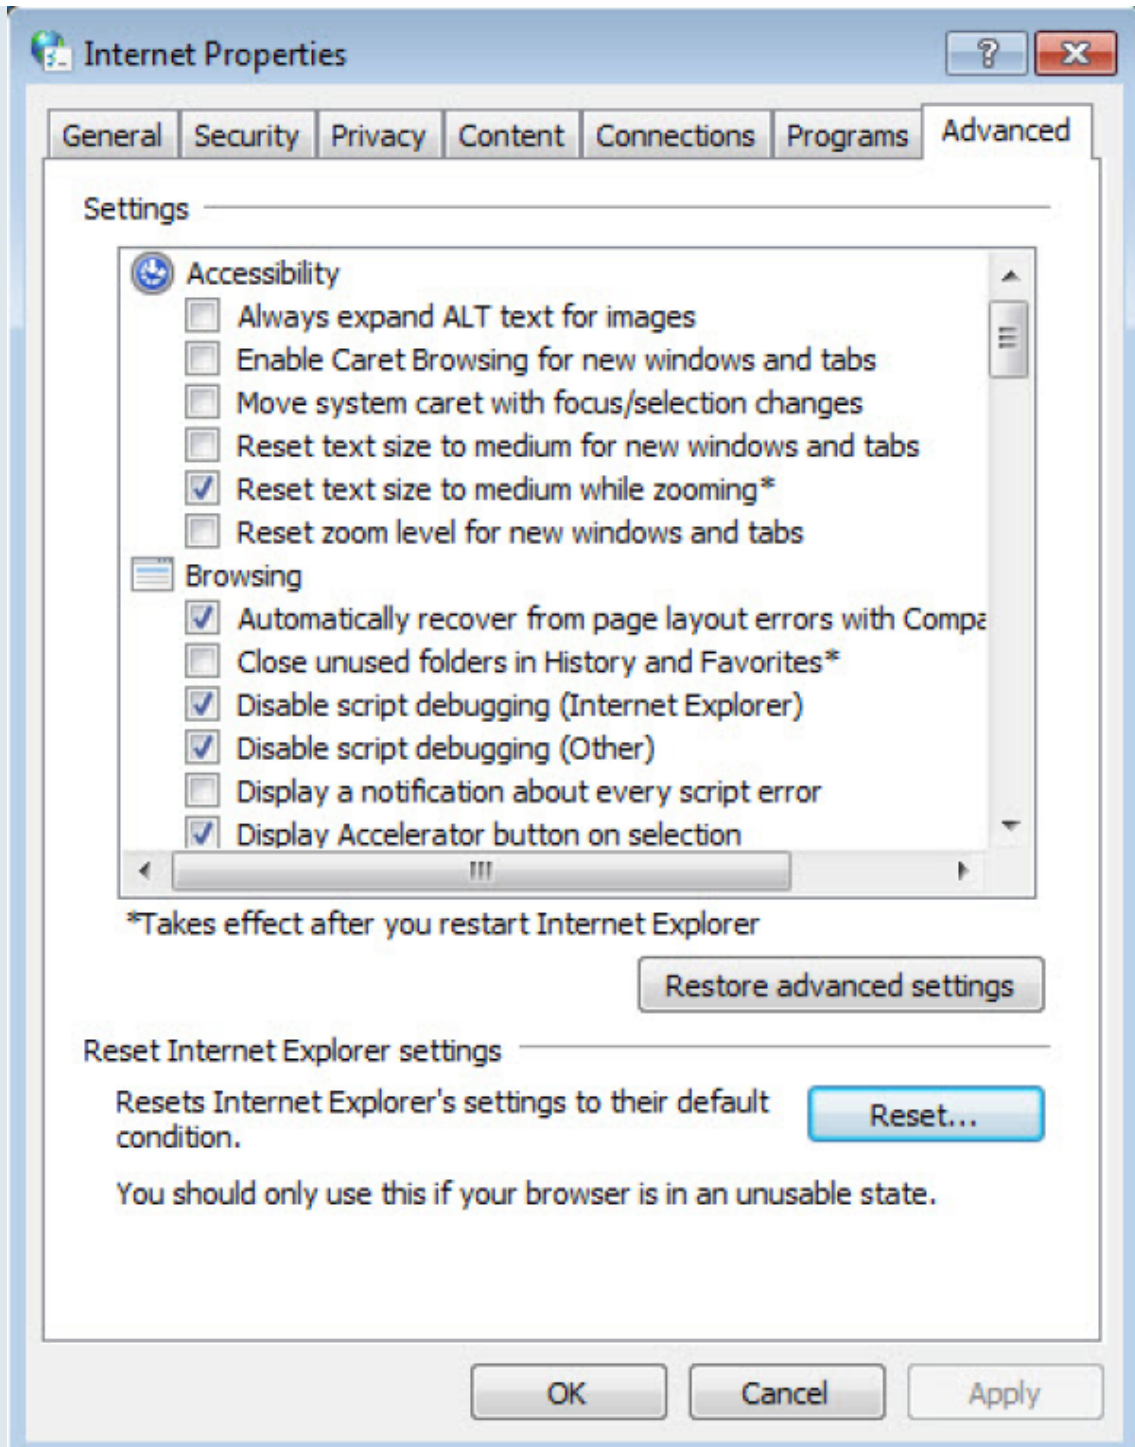 Internet Properties
General Security Privacy Content Connections Programs Advanced
Settings
Accessibility
Always expand ALT text for images
Enable Caret Browsing for new windows and tabs
Move system caret with focus/selection changes
Reset text size to medium for new windows and tabs
Reset text size to medium while zooming*
Reset zoom level for new windows and tabs
Browsing
Automatically recover from page layout errors with Compa
Close unused folders in History and Favorites*
Disable script debugging (Internet Explorer)
Disable script debugging (Other)
Display a notification about every script error
Display Accelerator button on selection
*Takes effect after you restart Internet Explorer
Restore advanced settings
Reset Internet Explorer settings
Resets Internet Explorer's settings to their default
condition.
Reset...
You should only use this if your browser is in an unusable state.
OK Cancel Apply